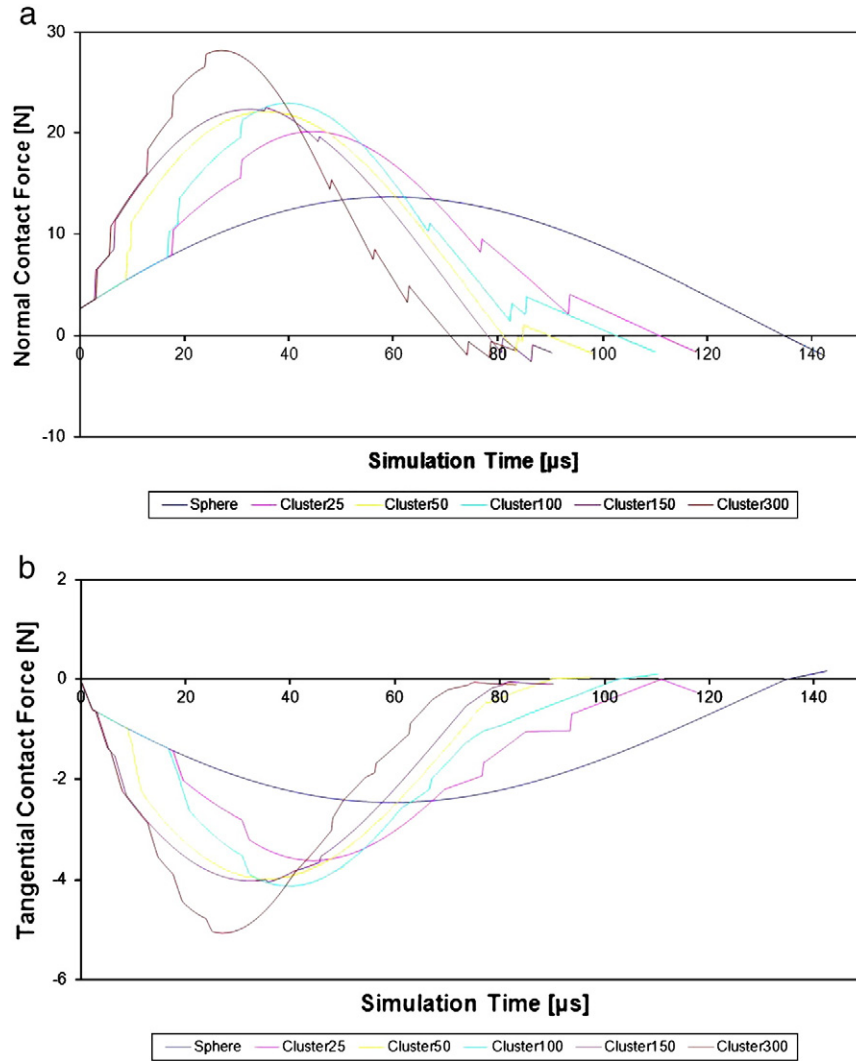 a
30
20
10
0
-10
Normal Contact Force [N]
0 20 40 60 80 100 120 140
Simulation Time [µs]
Sphere Cluster25 Cluster50 Cluster100 Cluster150 Cluster300
b
2
0
-2
-4
-6
Tangential Contact Force [N]
0 20 40 60 80 100 120 140
Simulation Time [µs]
Sphere Cluster25 Cluster50 Cluster100 Cluster150 Cluster300